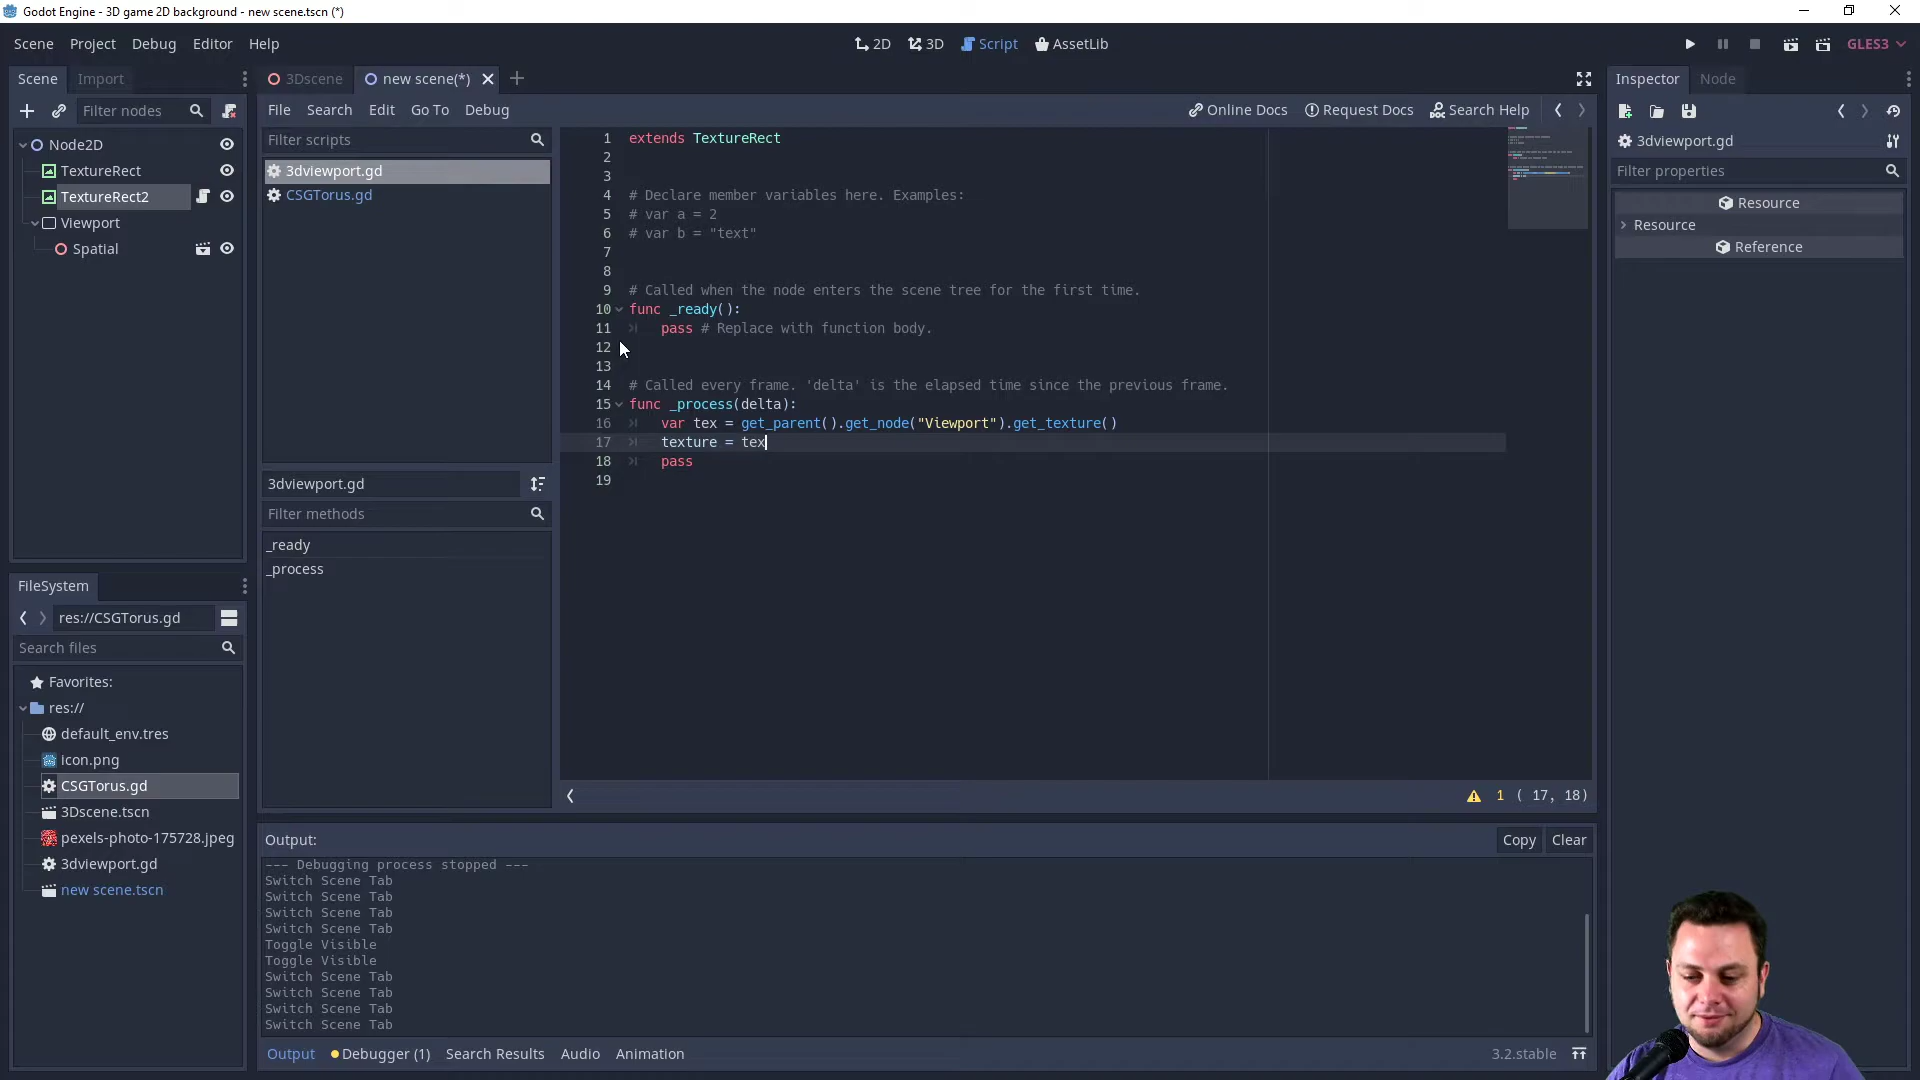 Godot Engine - 3D game 2D background - new scene.tscn (*)
Scene Project Debug Editor Help
2D 3D Script AssetLib
GLES3
Scene Import
3Dscene new scene(*)
Inspector Node
Filter nodes
File Search Edit Go To Debug
Online Docs Request Docs Search Help
Node2D
TextureRect
TextureRect2
Viewport
Spatial
Filter scripts
3dviewport.gd
CSGTorus.gd
3dviewport.gd
Filter methods
_ready
_process
1 extends TextureRect
2
3
4 # Declare member variables here. Examples:
5 # var a = 2
6 # var b = "text"
7
8
9 # Called when the node enters the scene tree for the first time.
10 func _ready():
11 pass # Replace with function body.
12
13
14 # Called every frame. 'delta' is the elapsed time since the previous frame.
15 func _process(delta):
16 var tex = get_parent().get_node("Viewport").get_texture()
17 texture = tex
18 pass
19
1 ( 17, 18)
3dviewport.gd
Filter properties
Resource
Resource
Reference
FileSystem
res://CSGTorus.gd
Search files
Favorites:
res://
default_env.tres
icon.png
CSGTorus.gd
3Dscene.tscn
pexels-photo-175728.jpeg
3dviewport.gd
new scene.tscn
Output:
Copy Clear
--- Debugging process stopped ---
Switch Scene Tab
Switch Scene Tab
Switch Scene Tab
Switch Scene Tab
Toggle Visible
Toggle Visible
Switch Scene Tab
Switch Scene Tab
Switch Scene Tab
Switch Scene Tab
Output Debugger (1) Search Results Audio Animation
3.2.stable